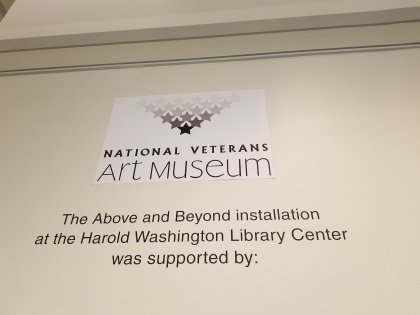 NATIONAL VETERANS
Art Museum
The Above and Beyond installation
at the Harold Washington Library Center
was supported by: